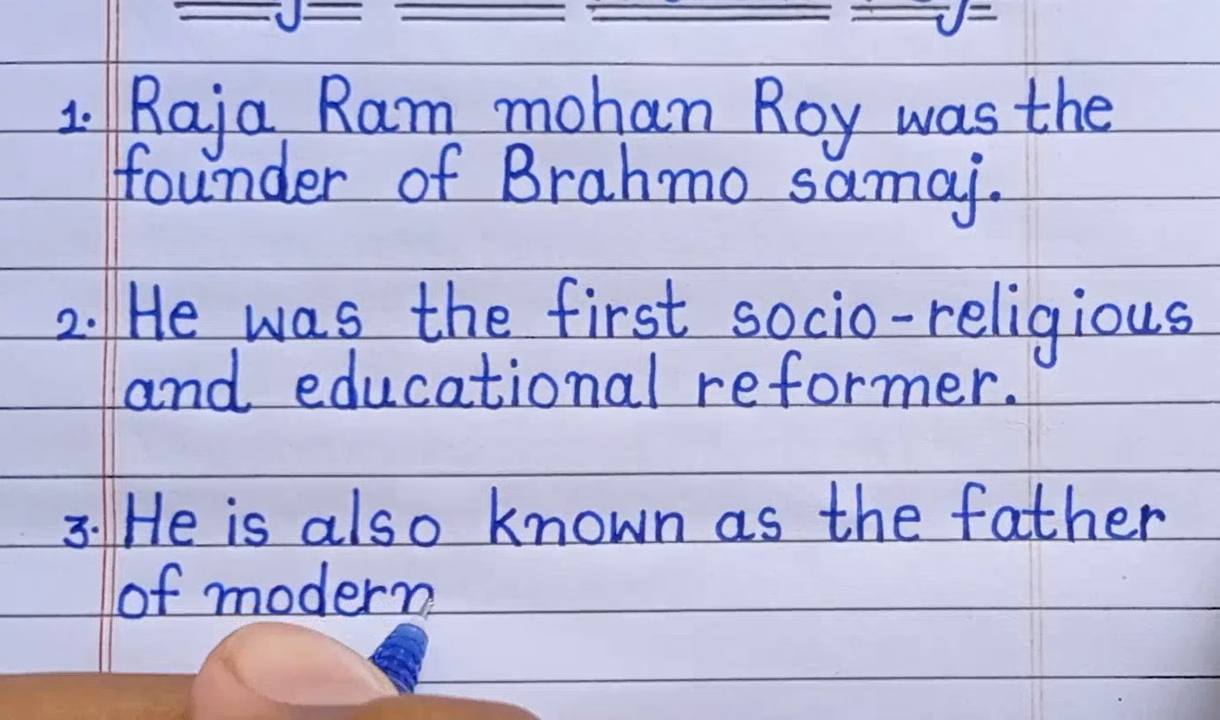 1. Raja Ram mohan Roy was the
founder of Brahmo samaj.
2. He was the first socio-religious
and educational reformer.
3. He is also known as the father
of modern